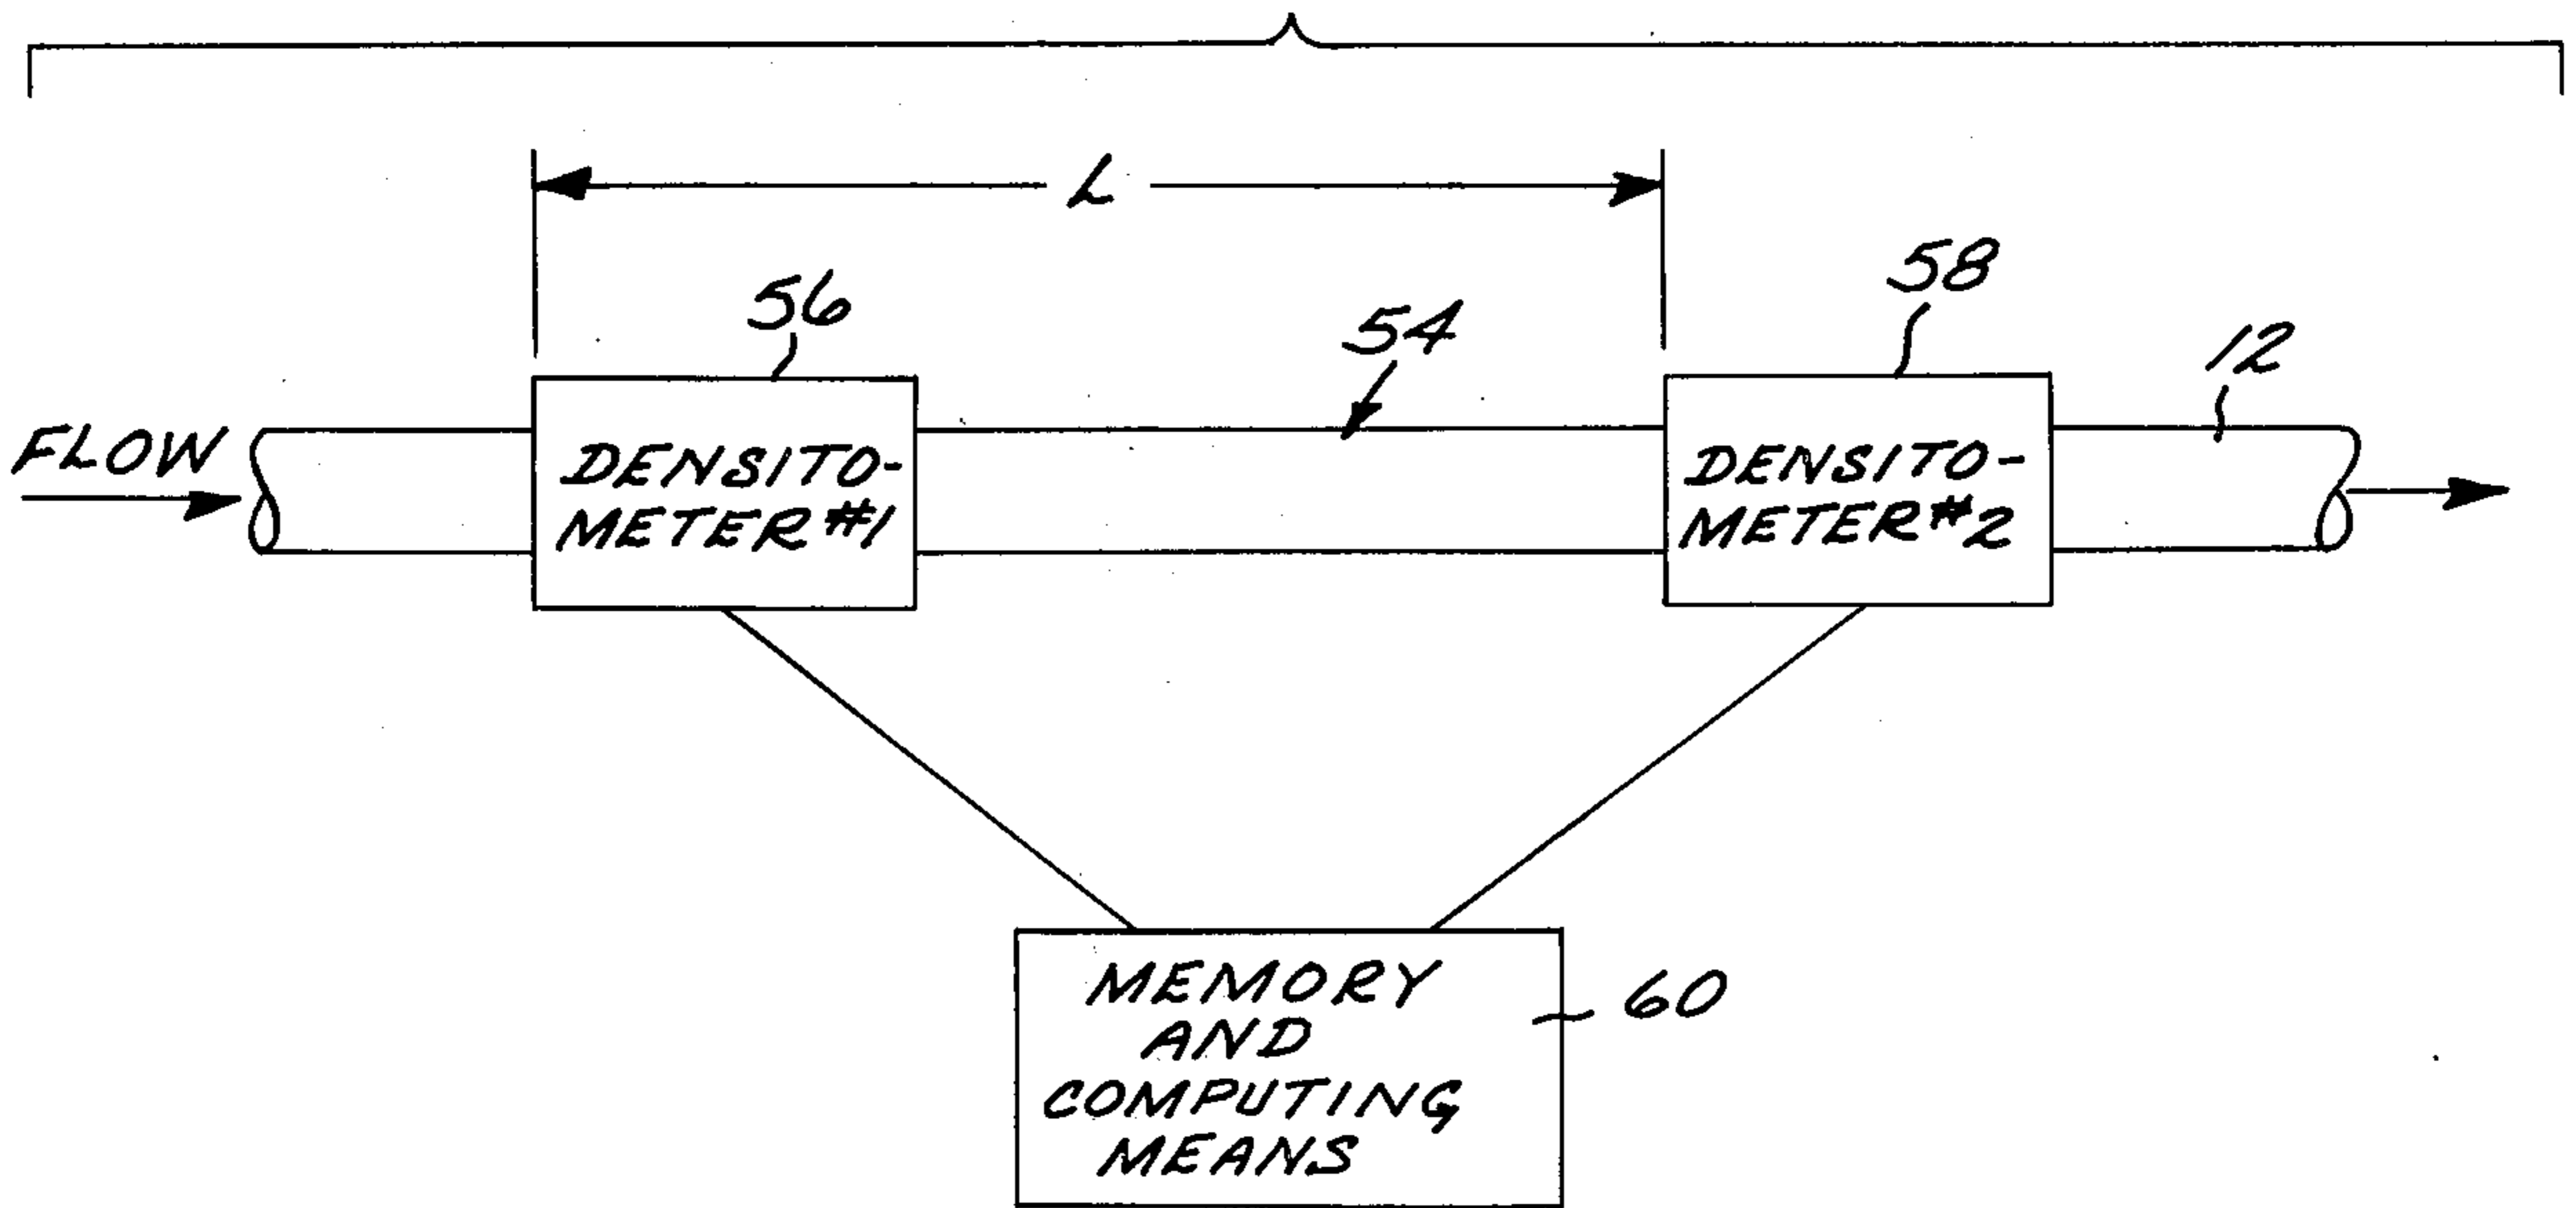 L
56
58
54
12
FLOW
DENSITO-
METER #1
DENSITO-
METER #2
MEMORY
AND
COMPUTING
MEANS
60